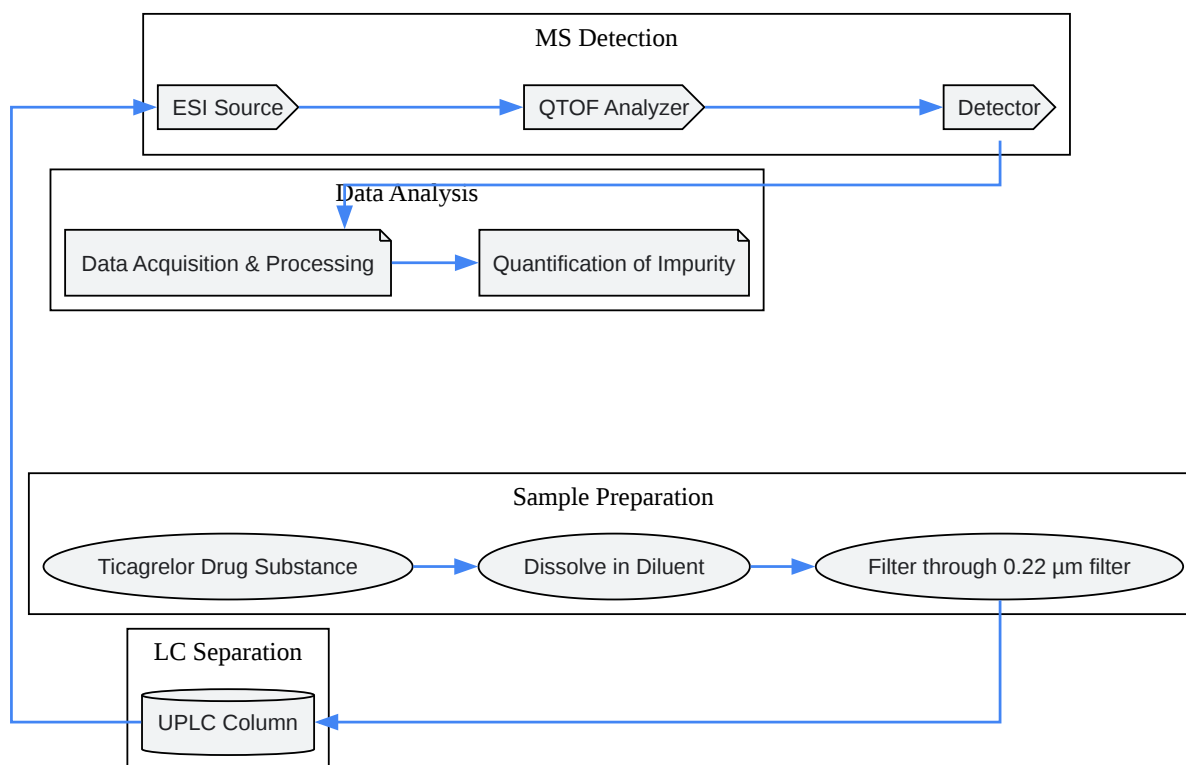 MS Detection
ESI Source
QTOF Analyzer
Detector
Data Analysis
Data Acquisition & Processing
Quantification of Impurity
Sample Preparation
Ticagrelor Drug Substance
Dissolve in Diluent
Filter through 0.22 µm filter
LC Separation
UPLC Column